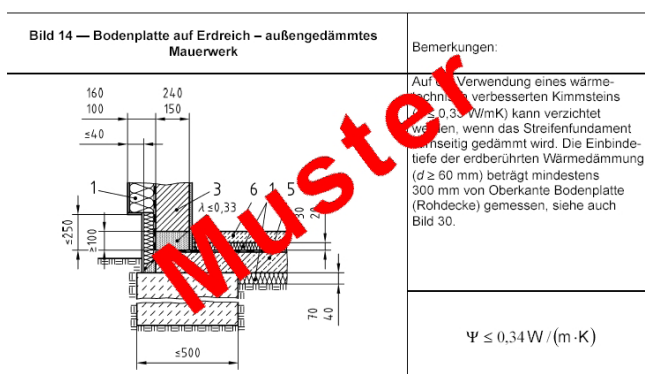 Bild 14 — Bodenplatte auf Erdreich – außengedämmtes
Mauerwerk
Bemerkungen:
Auf Verwendung eines wärme-
verbesserten Kimmsteins
≤ 0,33 W/mK) kann verzichtet
werden, wenn das Streifenfundament
gedämmt wird. Die Einbinde-
tiefe der erdberührten Wärmedämmung
(d ≥ 60 mm) beträgt mindestens
300 mm von Oberkante Bodenplatte
(Rohdecke) gemessen, siehe auch
Bild 30.
160 240
100 150
≤40
1 3 6 1 5
λ ≤0,33
≤250
100
30
70
40
≤500
Muster
Ψ ≤ 0,34 W / (m·K)